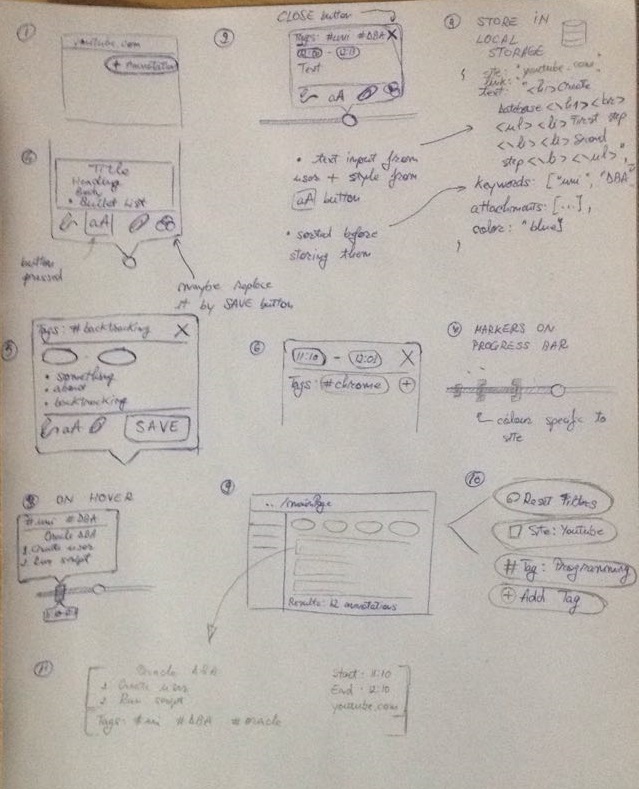 1
youtube.com
+ Annotation
CLOSE button
3
Tags: #uni #DBA X
12:10 - 12:11
Text
aA
2 STORE IN
LOCAL
STORAGE
{ site: "youtube.com"
link:
text: "<b>Create
database<\b><br>
<ul><li>First step
<\li><li>Second
step<\li><\ul>",
keywords: ["uni", "DBA"]
attachments: [...],
color: "blue"]
}
• text input from
user + style from
aA button
• sorted before
storing them
Title
Heading
Body
• Bullet List
aA
button
pressed
maybe replace
it by SAVE button
5
Tags: #backtracking X
-
• something
• about
• backtracking
aA
SAVE
6
11:10 - 12:01 X
Tags: #chrome +
MARKERS ON
PROGRESS BAR
colour specific to
site
8 ON HOVER
#uni #DBA
Oracle DBA
1. Create user
2. Run script
9
.. /mainPage
Results: 12 annotations
10
Reset Filters
Site: Youtube
# Tag: Programming
+ Add Tag
11
Oracle DBA
1. Create user
2. Run script
Tags: #uni #DBA #oracle
Start: 11:10
End: 12:10
youtube.com